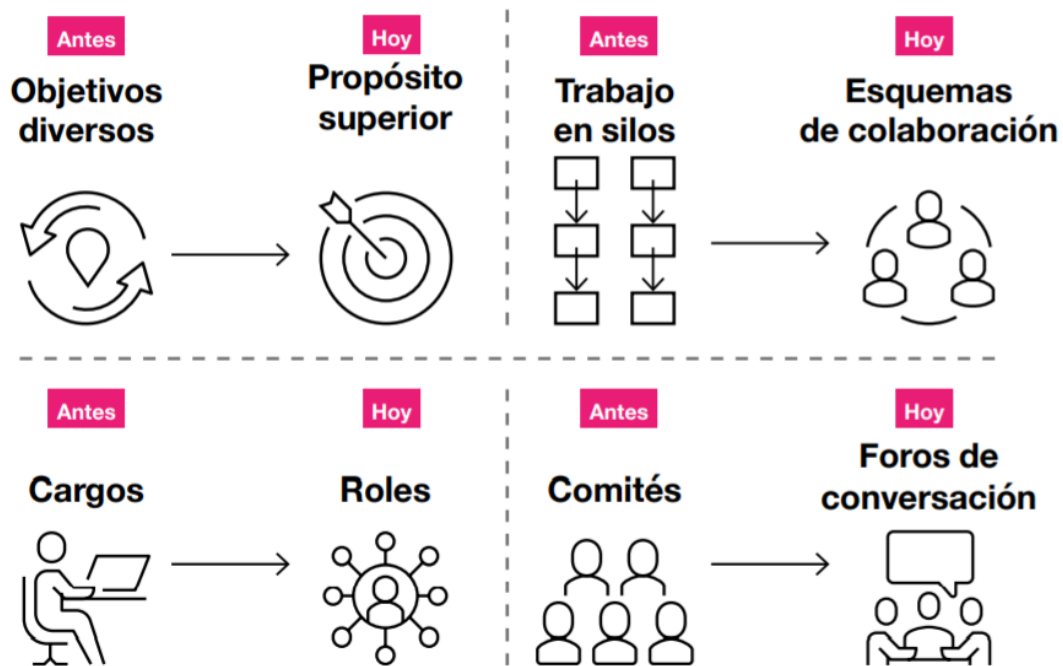 Antes
Objetivos
diversos
Hoy
Propósito
superior
Antes
Trabajo
en silos
Hoy
Esquemas
de colaboración
Antes
Cargos
Hoy
Roles
Antes
Comités
Hoy
Foros de
conversación